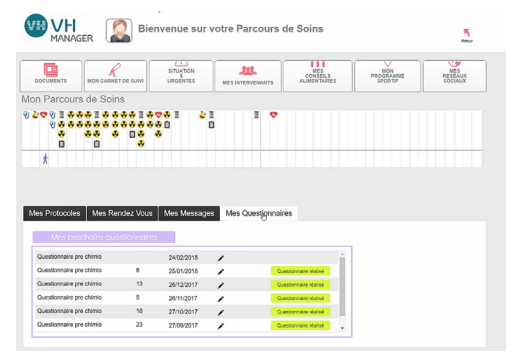 VH
VH
MANAGER
Bienvenue sur votre Parcours de Soins
Retour
DOCUMENTS
MON CARNET DE SUIVI
SITUATION
S
URGENTES
MES INTERVENANTS
MES
CONSEILS
ALIMENTAIRES
MON
PROGRAMME
SPORTIF
MES
RÉSEAUX
SOCIAUX
Mon Parcours de Soins
Mes Protocoles
Mes Rendez Vous
Mes Messages
Mes Questionnaires
Mes prochains questionnaires
Questionnaire pre chimio 24/02/2018
Questionnaire pre chimio 8 25/01/2018 Questionnaire réalisé
Questionnaire pre chimio 13 26/12/2017 Questionnaire réalisé
Questionnaire pre chimio 5 26/11/2017 Questionnaire réalisé
Questionnaire pre chimio 18 27/10/2017 Questionnaire réalisé
Questionnaire pre chimio 23 27/09/2017 Questionnaire réalisé